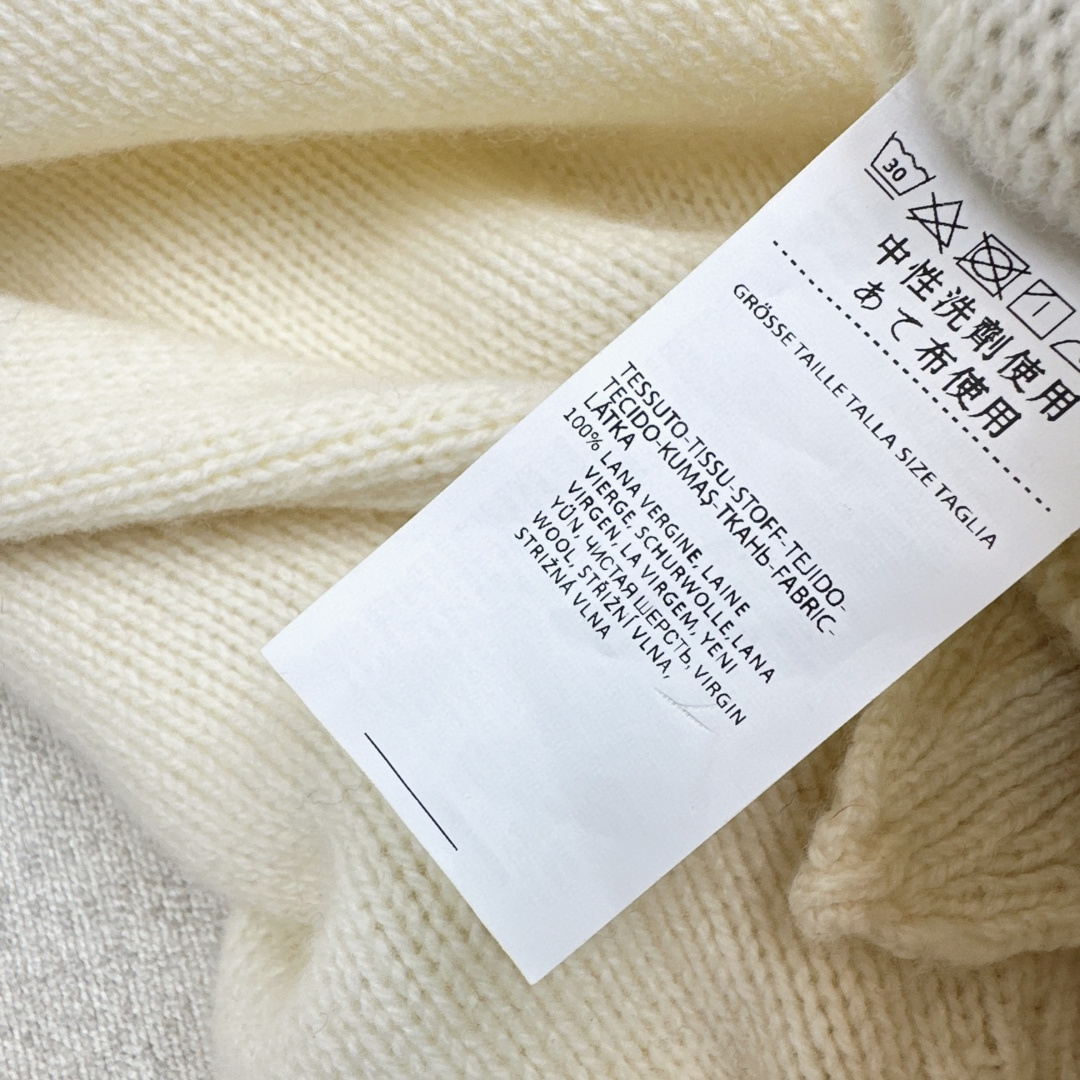 30
中性洗劑使用
あて布使用
GRÖSSE TAILLE TALLA SIZE TAGLIA
TESSUTO-TISSU-STOFF-TEJIDO-
TECIDO-KUMAŞ-ТКАНЬ-FABRIC-
LÁTKA
100% LANA VERGINE, LAINE
VIERGE, SCHURWOLLE, LANA
VIRGEN, LA VIRGEM, YENI
YÜN, ЧИСТАЯ ШЕРСТЬ, VIRGIN
WOOL, STŘIŽNÍ VLNA,
STRIŽNÁ VLNA